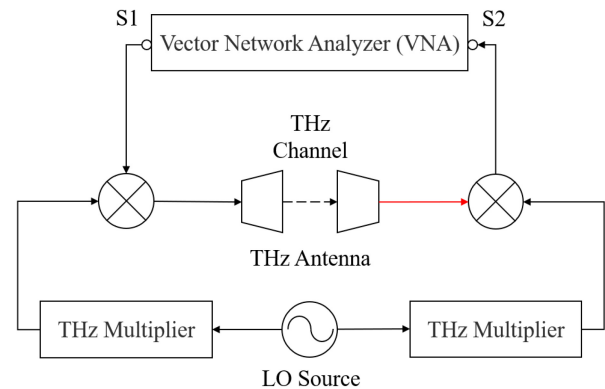 S1
Vector Network Analyzer (VNA)
S2
THz
Channel
THz Antenna
THz Multiplier
THz Multiplier
LO Source